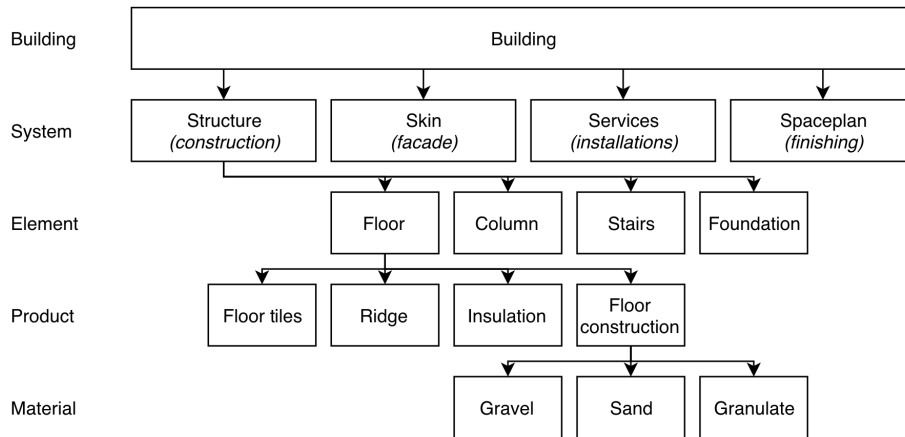 Building
Building
System
Structure
(construction)
Skin
(facade)
Services
(installations)
Spaceplan
(finishing)
Element
Floor
Column
Stairs
Foundation
Product
Floor tiles
Ridge
Insulation
Floor
construction
Material
Gravel
Sand
Granulate